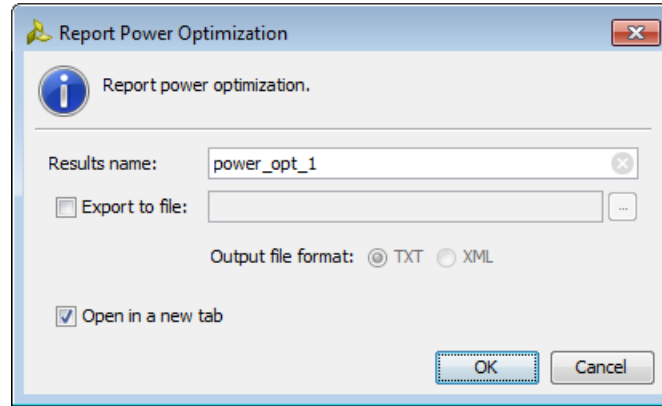 Report Power Optimization
Report power optimization.
Results name: power_opt_1
Export to file: ...
Output file format: TXT XML
Open in a new tab
OK Cancel